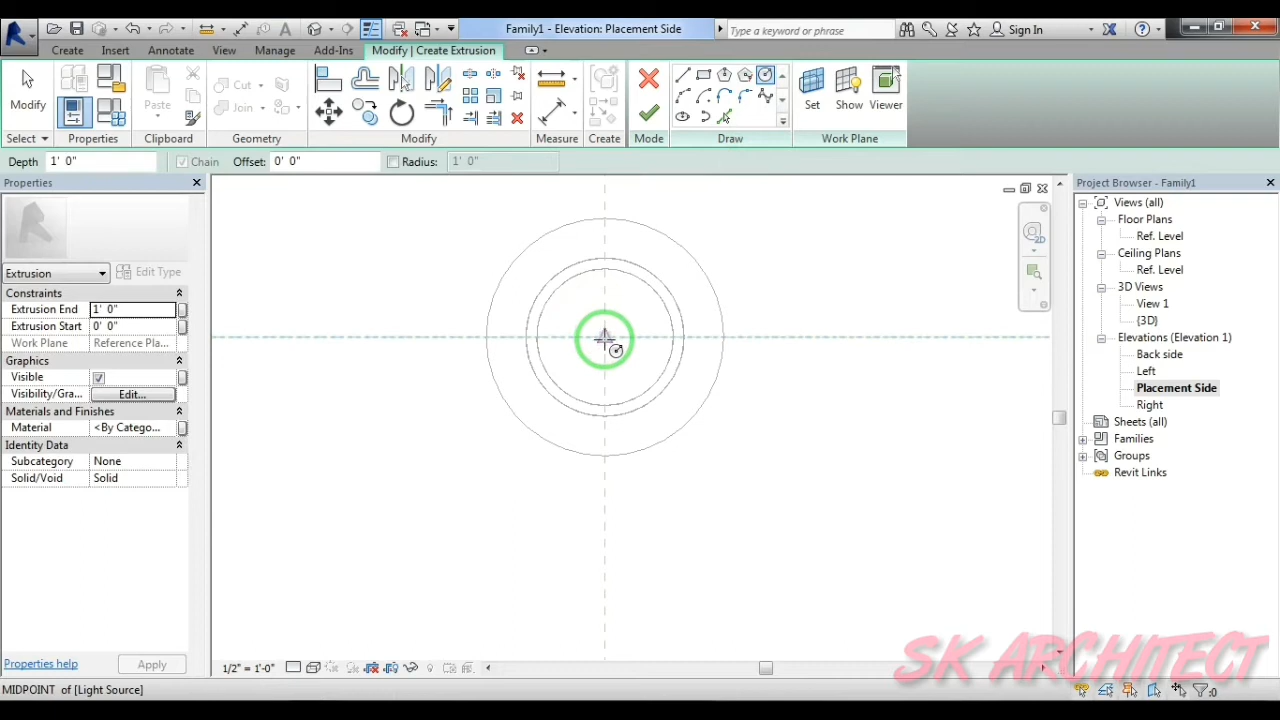 Family1 - Elevation: Placement Side
Type a keyword or phrase
Sign In
Create Insert Annotate View Manage Add-Ins Modify | Create Extrusion
Modify
Paste
Cut
Join
Set Show Viewer
Select Properties Clipboard Geometry Modify Measure Create Mode Draw Work Plane
Depth 1' 0" Chain Offset: 0' 0" Radius: 1' 0"
Properties
Extrusion
Edit Type
Constraints
Extrusion End 1' 0"
Extrusion Start 0' 0"
Work Plane Reference Pla...
Graphics
Visible
Visibility/Gra... Edit...
Materials and Finishes
Material <By Catego...
Identity Data
Subcategory None
Solid/Void Solid
Properties help
Apply
2D
1/2" = 1'-0"
Project Browser - Family1
Views (all)
Floor Plans
Ref. Level
Ceiling Plans
Ref. Level
3D Views
View 1
{3D}
Elevations (Elevation 1)
Back side
Left
Placement Side
Right
Sheets (all)
Families
Groups
Revit Links
SK ARCHITECT
MIDPOINT of [Light Source]
:0